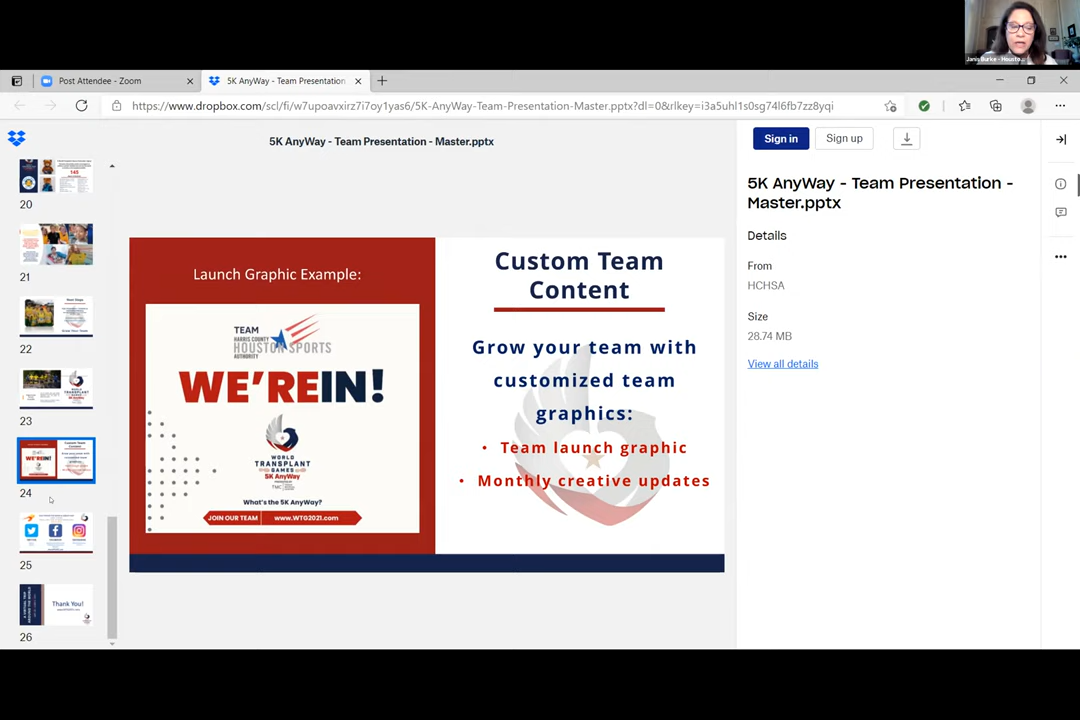 Janis Burke - Housto...
Post Attendee - Zoom
5K AnyWay - Team Presentation
https://www.dropbox.com/scl/fi/w7upoavxirz7i7oy1yas6/5K-AnyWay-Team-Presentation-Master.pptx?dl=0&rlkey=i3a5uhl1s0sg74l6fb7zz8yqi
5K AnyWay - Team Presentation - Master.pptx
Sign in
Sign up
20
21
22
23
24
25
Thank You!
26
Launch Graphic Example:
TEAM
HARRIS COUNTY
HOUSTON SPORTS
AUTHORITY
WE'REIN!
WORLD
TRANSPLANT
GAMES
5K AnyWay
What's the 5K AnyWay?
JOIN OUR TEAM
www.WTG2021.com
Custom Team
Content
Grow your team with
customized team
graphics:
• Team launch graphic
• Monthly creative updates
5K AnyWay - Team Presentation -
Master.pptx
Details
From
HCHSA
Size
28.74 MB
View all details